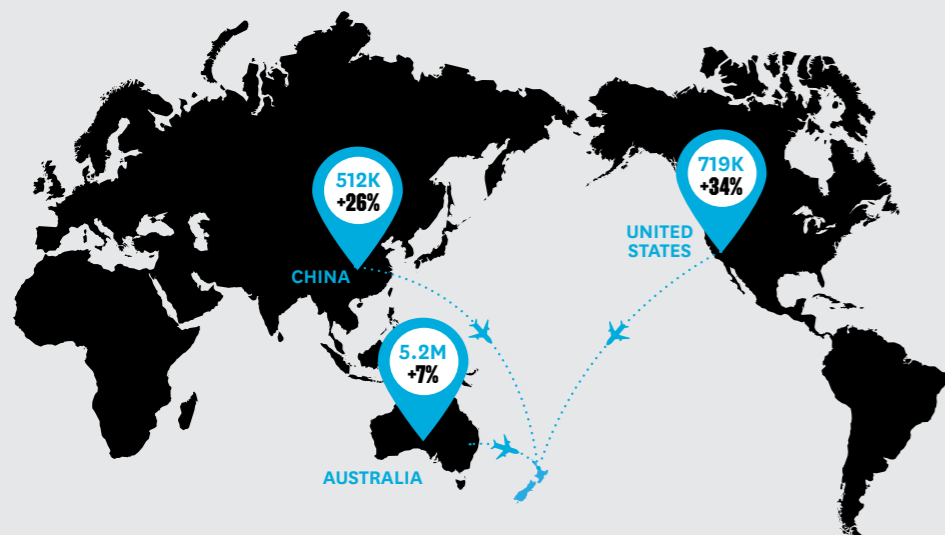 512K
+26%
CHINA
719K
+34%
UNITED
STATES
5.2M
+7%
AUSTRALIA